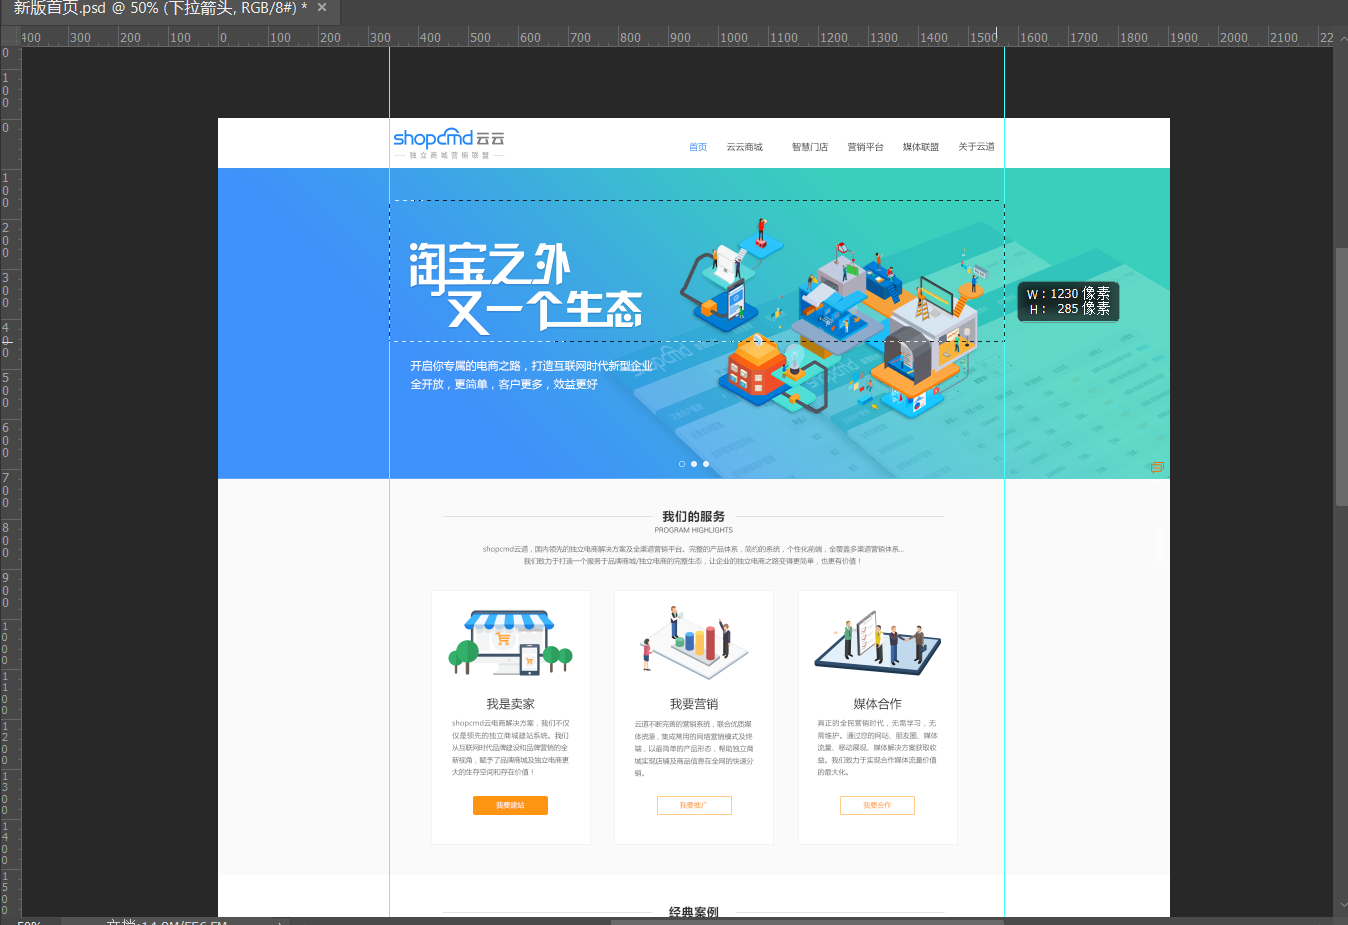 新版首页.psd @ 50% (下拉箭头, RGB/8#) * ×
400 300 200 100 0 100 200 300 400 500 600 700 800 900 1000 1100 1200 1300 1400 1500 1600 1700 1800 1900 2000 2100 22
0
100
0
100
200
300
400
500
600
700
800
900
1000
1100
1200
1300
1400
1500
shopcmd 云云
独立商城营销联盟
首页 云云商城 智慧门店 营销平台 媒体联盟 关于云道
淘宝之外
又一个生态
W : 1230 像素
H : 285 像素
开启你专属的电商之路，打造互联网时代新型企业
全开放，更简单，客户更多，效益更好
我们的服务
PROGRAM HIGHLIGHTS
shopcmd云道，国内领先的独立电商解决方案及全渠道营销平台。完整的产品体系，简约的系统，个性化前端，全覆盖多渠道营销体系...
我们致力于打造一个服务于品牌商城/独立电商的完整生态，让企业的独立电商之路变得更简单，也更有价值！
我是卖家
shopcmd云电商解决方案，我们不仅
仅是领先的独立商城建站系统。我们
从互联网时代品牌建设和品牌营销的全
新视角，赋予了品牌商城及独立电商更
大的生存空间和存在价值！
我要建站
我要营销
云道不断完善的营销系统，联合优质媒
体资源，集成常用的网络营销模式及终
端，以最简单的产品形态，帮助独立商
城实现店铺及商品信息在全网的快速分
销。
我要推广
媒体合作
真正的全民营销时代，无需学习，无
需维护。通过您的网站、朋友圈、媒体
流量、移动展现、媒体解决方案获取收
益。我们致力于实现合作媒体流量价值
的最大化。
我要合作
经典案例